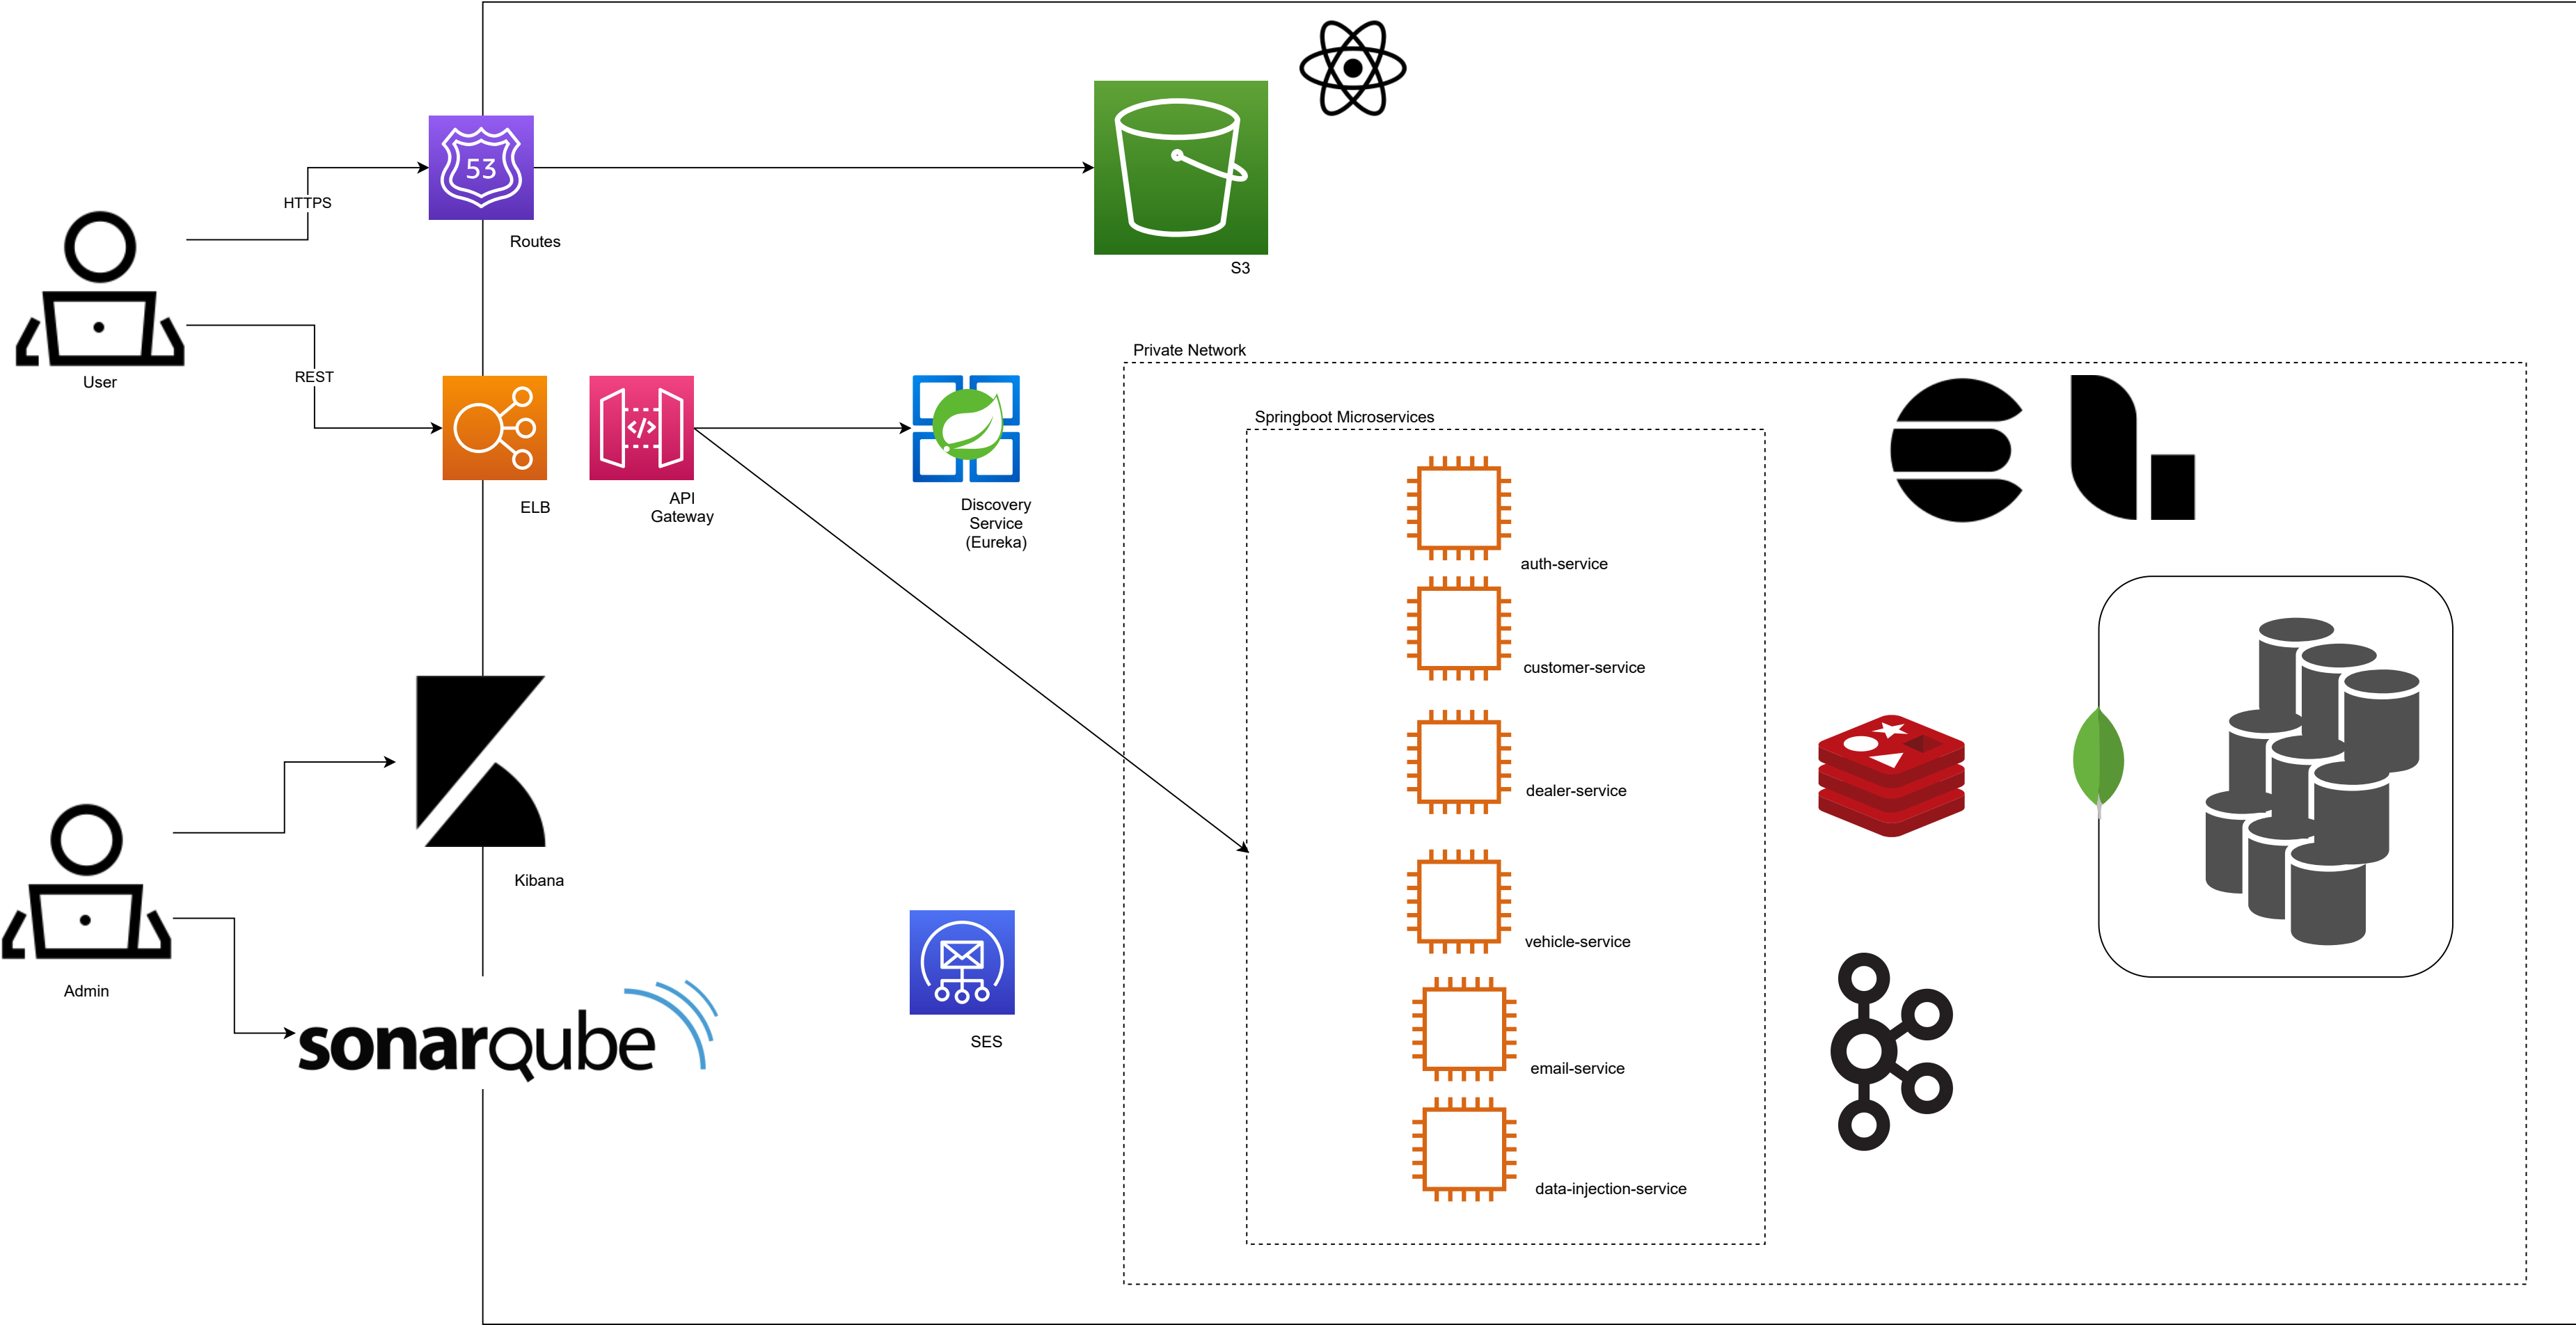 53
HTTPS
Routes
S3
REST
User
ELB
</>
API
Gateway
Discovery
Service
(Eureka)
Private Network
Springboot Microservices
auth-service
customer-service
dealer-service
vehicle-service
email-service
data-injection-service
Kibana
Admin
sonarqube
SES